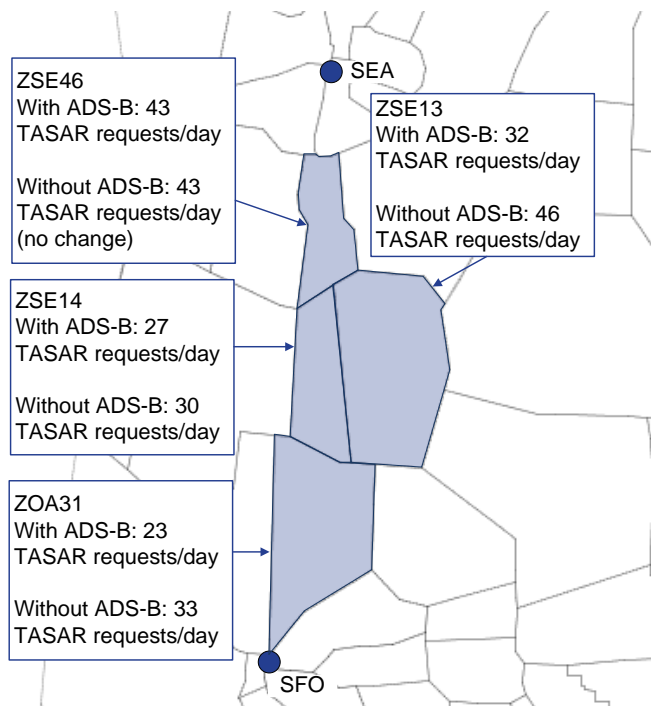 SEA
ZSE46
With ADS-B: 43
TASAR requests/day
Without ADS-B: 43
TASAR requests/day
(no change)
ZSE13
With ADS-B: 32
TASAR requests/day
Without ADS-B: 46
TASAR requests/day
ZSE14
With ADS-B: 27
TASAR requests/day
Without ADS-B: 30
TASAR requests/day
ZOA31
With ADS-B: 23
TASAR requests/day
Without ADS-B: 33
TASAR requests/day
SFO